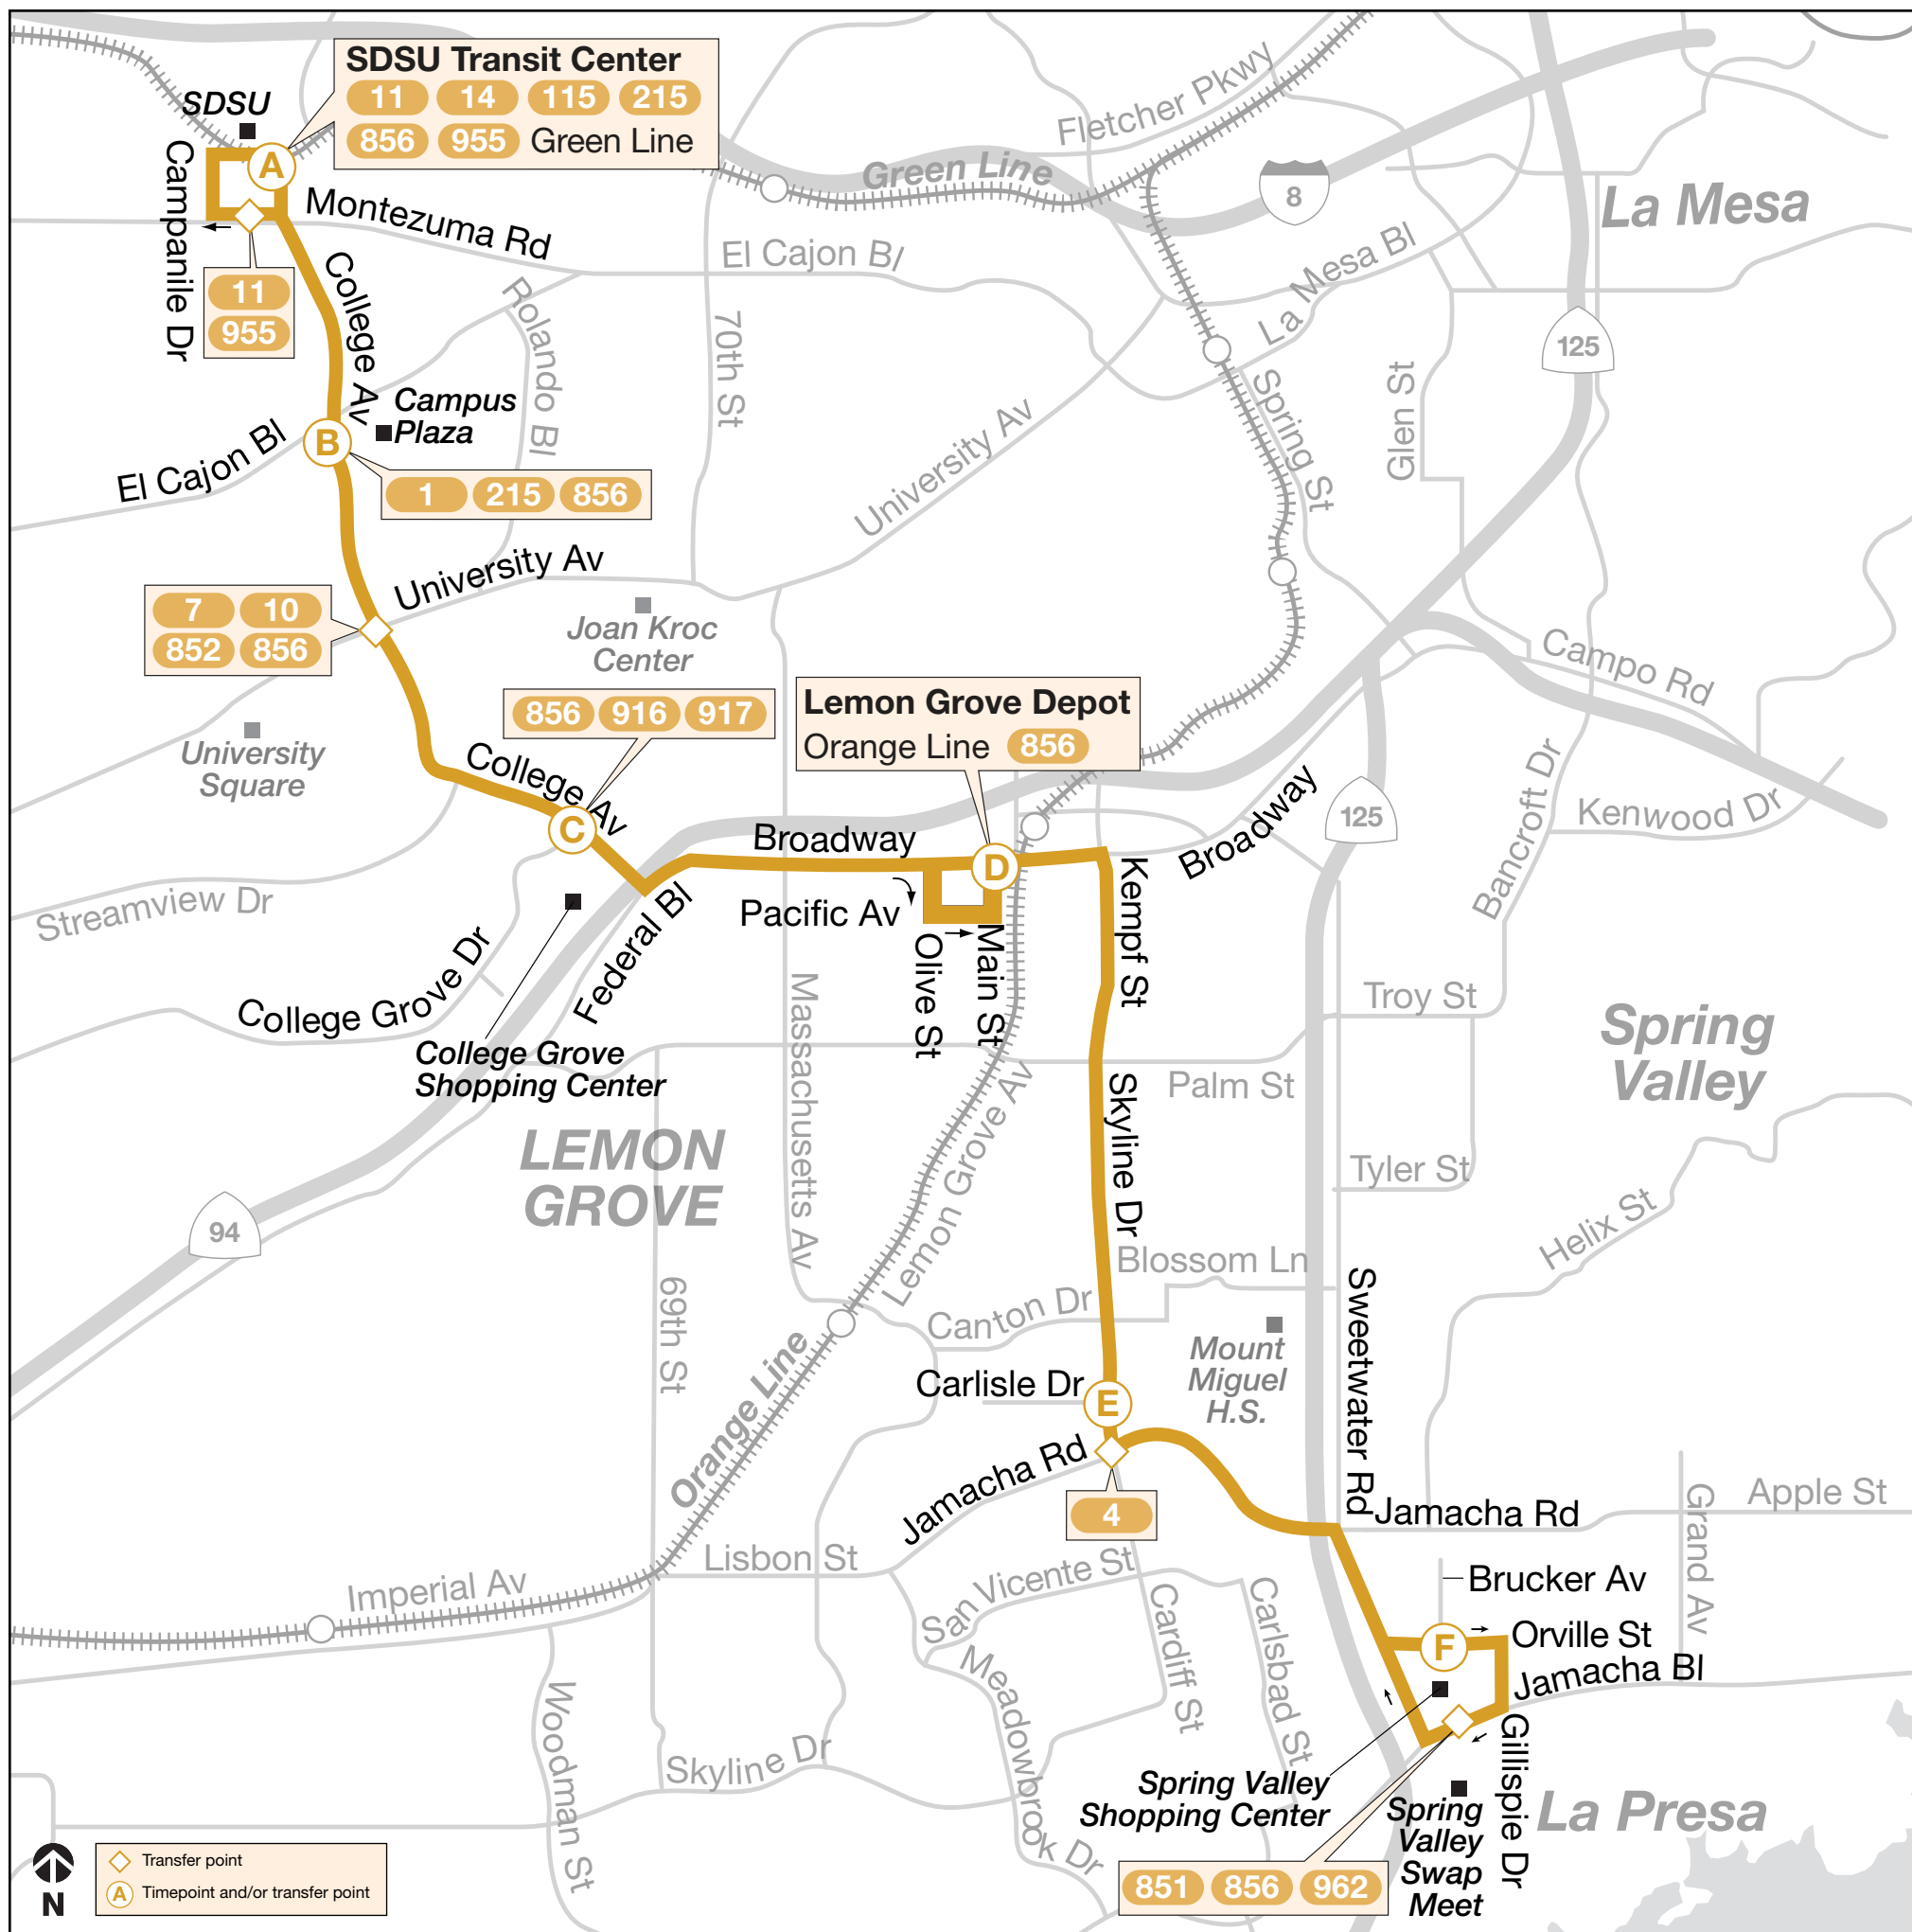 SDSU Transit Center
11 14 115 215
856 955 Green Line
SDSU
A
Campanile Dr
Montezuma Rd
11
955
College Av
Fletcher Pkwy
Green Line
8
La Mesa
El Cajon Bl
La Mesa Bl
Rolando Bl
70th St
125
Glen St
Spring St
Campus
Plaza
El Cajon Bl
B
1 215 856
University Av
University Av
7 10
852 856
Joan Kroc
Center
Campo Rd
University
Square
856 916 917
Lemon Grove Depot
Orange Line 856
College Av
C
Broadway
D
Broadway
125
Bancroft Dr
Kenwood Dr
Streamview Dr
Federal Bl
Pacific Av
Olive St
Main St
Kempf St
College Grove Dr
College Grove
Shopping Center
Massachusetts Av
Troy St
Spring
Valley
Palm St
Lemon Grove Av
Skyline Dr
LEMON
GROVE
Tyler St
94
Helix St
Blossom Ln
69th St
Canton Dr
Sweetwater Rd
Mount
Miguel
H.S.
Carlisle Dr
E
Orange Line
Jamacha Rd
4
Jamacha Rd
Apple St
Grand Av
Lisbon St
Imperial Av
San Vicente St
Cardiff St
Carlsbad St
Brucker Av
F
Orville St
Jamacha Bl
Meadowbrook Dr
Woodman St
Skyline Dr
Gillispie Dr
Spring Valley
Shopping Center
Spring
Valley
Swap
Meet
La Presa
851 856 962
N
Transfer point
A Timepoint and/or transfer point